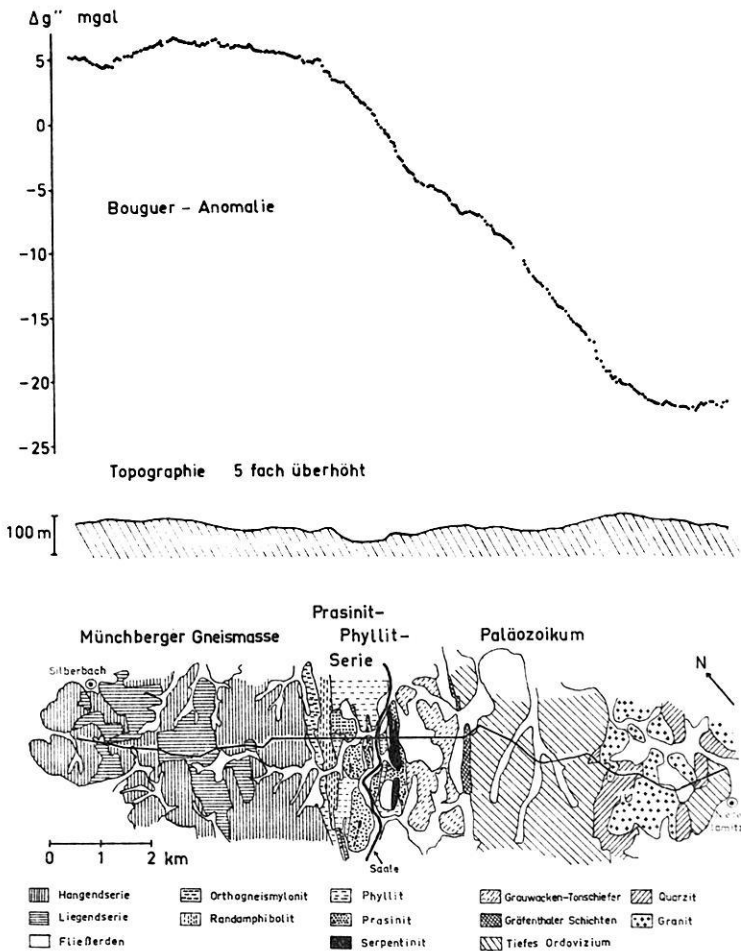 Δg" mgal
5
0
-5
-10
-15
-20
-25
Bouguer - Anomalie
Topographie 5 fach überhöht
100 m
Münchberger Gneismasse
Prasinit-
Phyllit-
Serie
Paläozoikum
Silberbach
N
0 1 2 km
Saale
Hangendserie
Liegendserie
Fließerden
Orthogneismylonit
Randamphibolit
Phyllit
Prasinit
Serpentinit
Grauwacken-Tonschiefer
Gräfenthaler Schichten
Tiefes Ordovizium
Quarzit
Granit